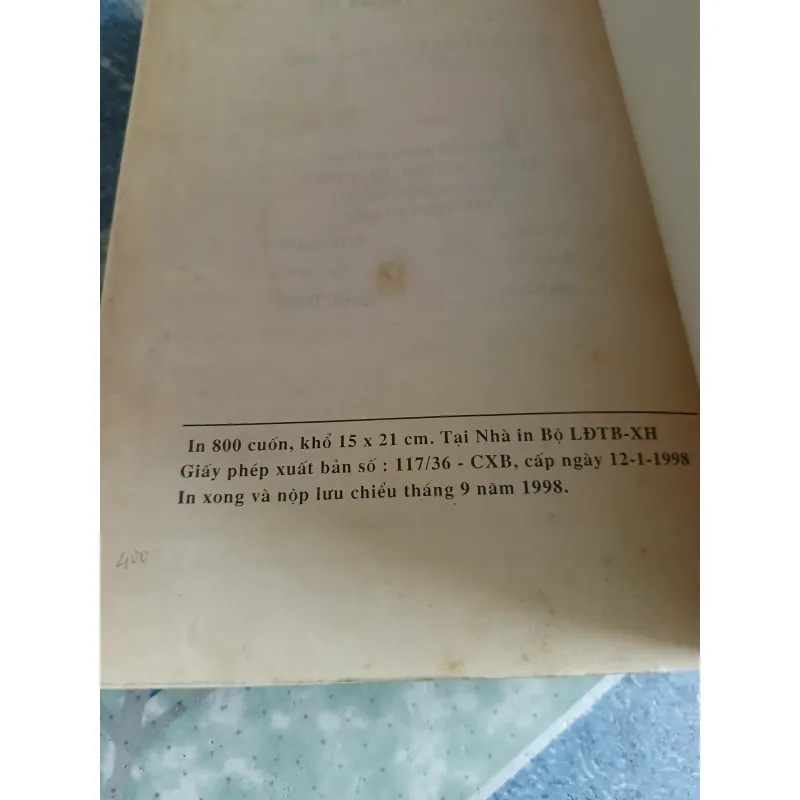 In 800 cuốn, khổ 15 x 21 cm. Tại Nhà in Bộ LĐTB-XH
Giấy phép xuất bản số : 117/36 - CXB, cấp ngày 12-1-1998
In xong và nộp lưu chiểu tháng 9 năm 1998.
400